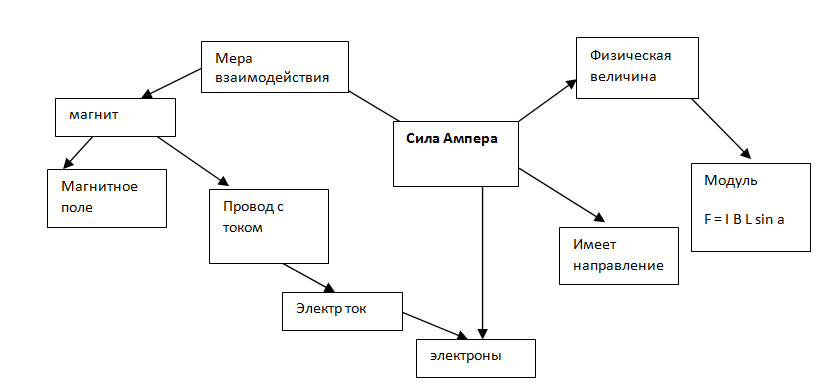 Мера
взаимодействия
Физическая
величина
магнит
Сила Ампера
Магнитное
поле
Провод с
током
Модуль
F = I B L sin a
Имеет
направление
Электр ток
электроны